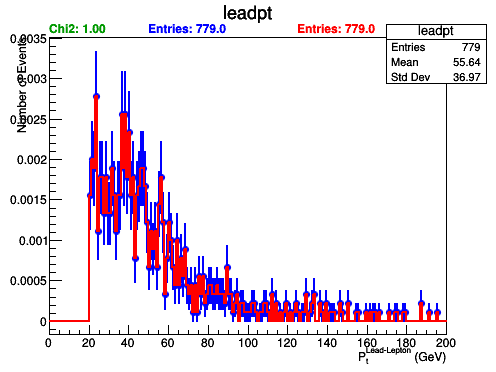 leadpt
Chi2: 1.00 Entries: 779.0 Entries: 779.0
leadpt
Entries 779
Mean 55.64
Std Dev 36.97
Number of Events
0.0035
0.003
0.0025
0.002
0.0015
0.001
0.0005
0
0 20 40 60 80 100 120 140 160 180 200
P_t^Lead-Lepton (GeV)